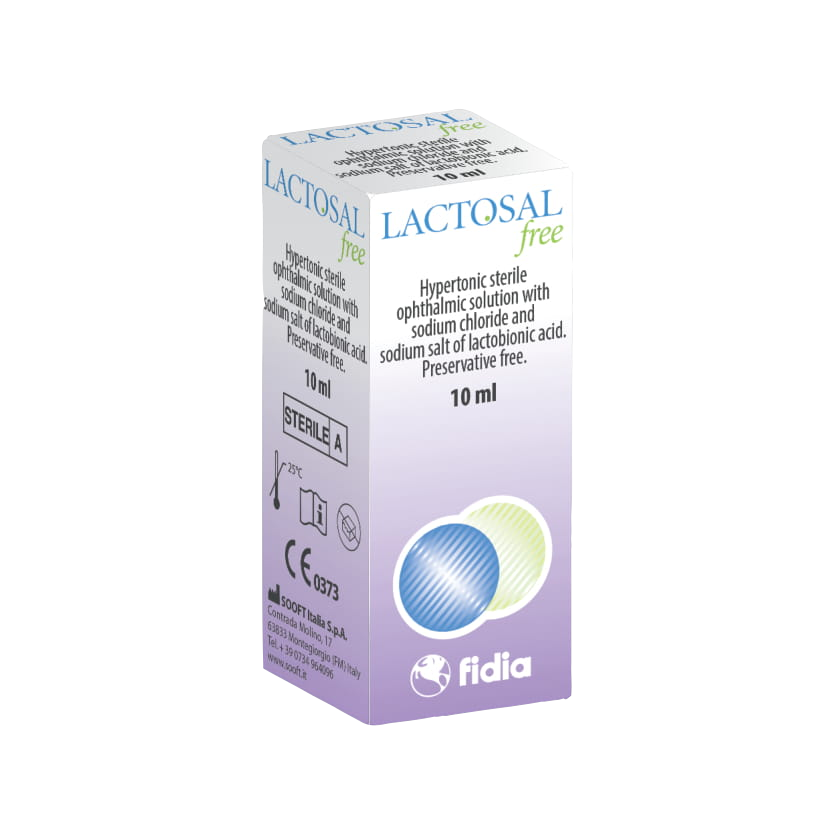 LACTOSAL
free
Hypertonic sterile
ophthalmic solution with
sodium chloride and
sodium salt of lactobionic acid.
Preservative free.
10 ml
LACTOSAL
free
Hypertonic sterile
ophthalmic solution with
sodium chloride and
sodium salt of lactobionic acid.
Preservative free.
10 ml
STERILE A
25°C
i
CE 0373
SOOFT Italia S.p.A.
Contrada Molino, 17
63833 Montegiorgio (FM) Italy
Tel. + 39 0734 964096
www.sooft.it
LACTOSAL
free
Hypertonic sterile
ophthalmic solution with
sodium chloride and
sodium salt of lactobionic acid.
Preservative free.
10 ml
fidia